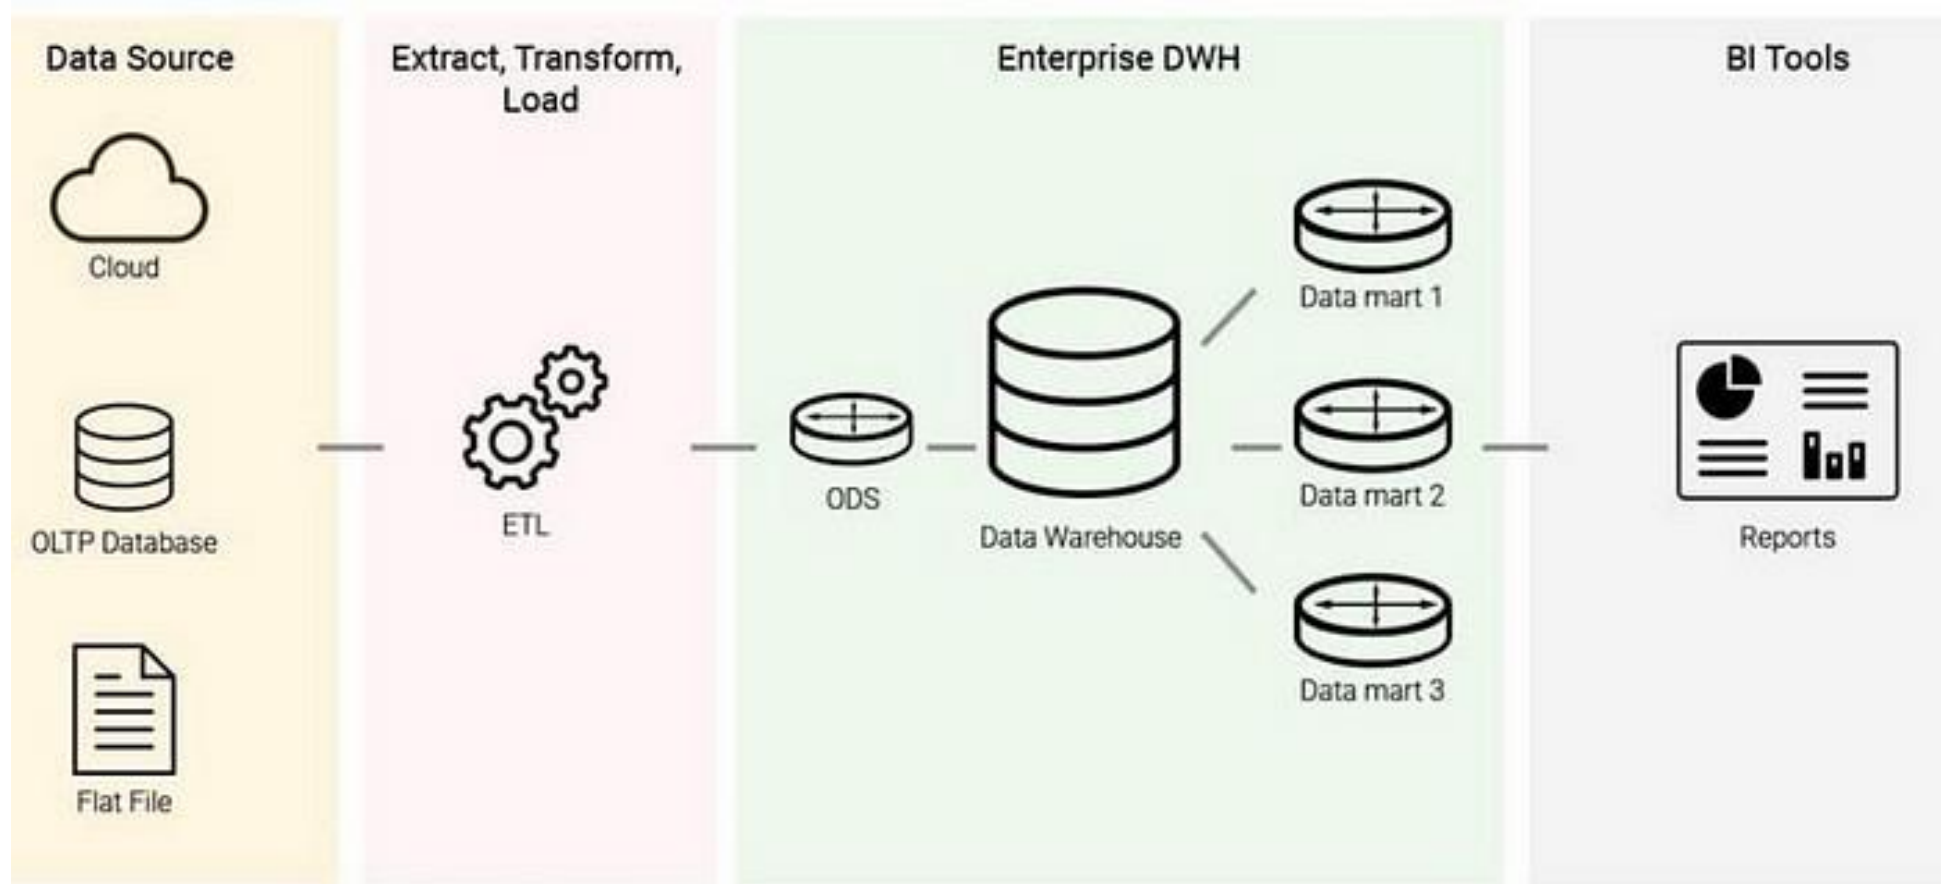 Data Source
Cloud
OLTP Database
Flat File
Extract, Transform,
Load
ETL
Enterprise DWH
ODS
Data Warehouse
Data mart 1
Data mart 2
Data mart 3
BI Tools
Reports